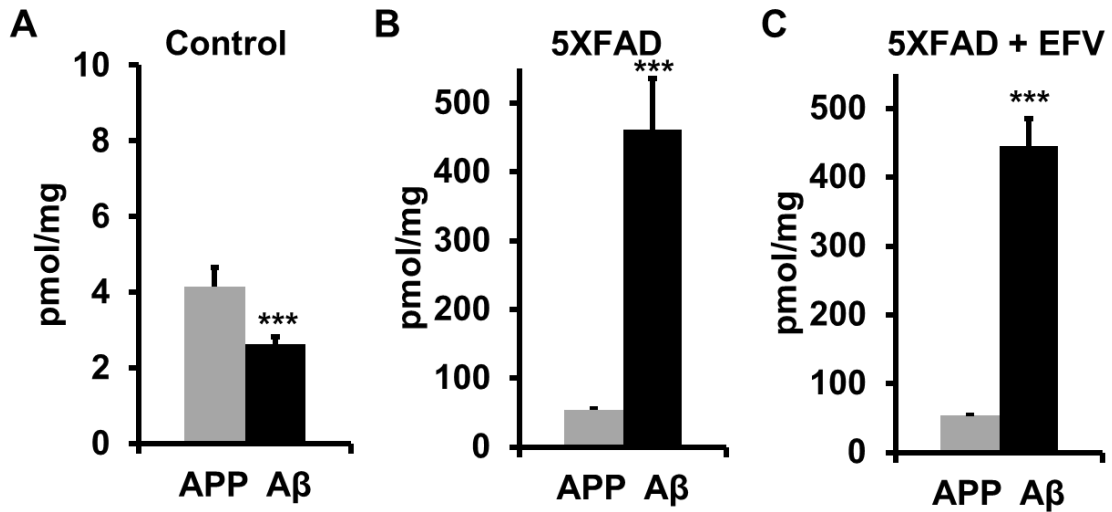 A
Control
pmol/mg
10
8
6
4
2
0
***
APP Aβ
B
5XFAD
pmol/mg
500
400
300
200
100
0
***
APP Aβ
C
5XFAD + EFV
pmol/mg
500
400
300
200
100
0
***
APP Aβ